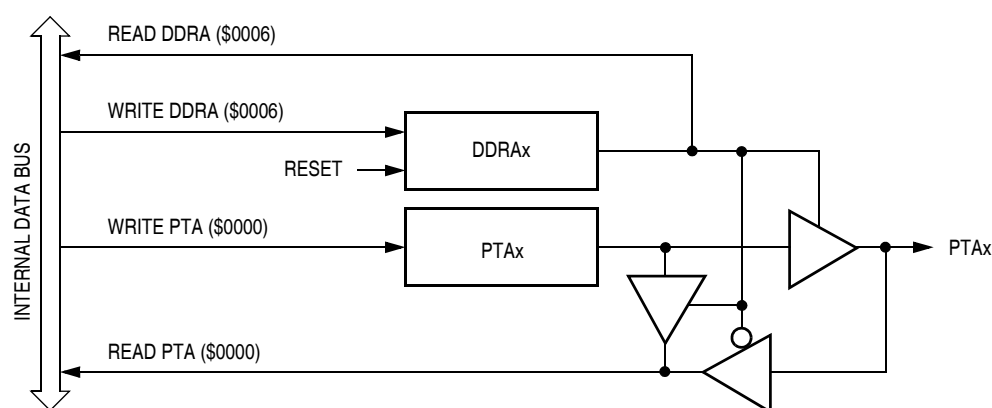 READ DDRA ($0006)
WRITE DDRA ($0006)
DDRAx
RESET
INTERNAL DATA BUS
WRITE PTA ($0000)
PTAx
PTAx
READ PTA ($0000)